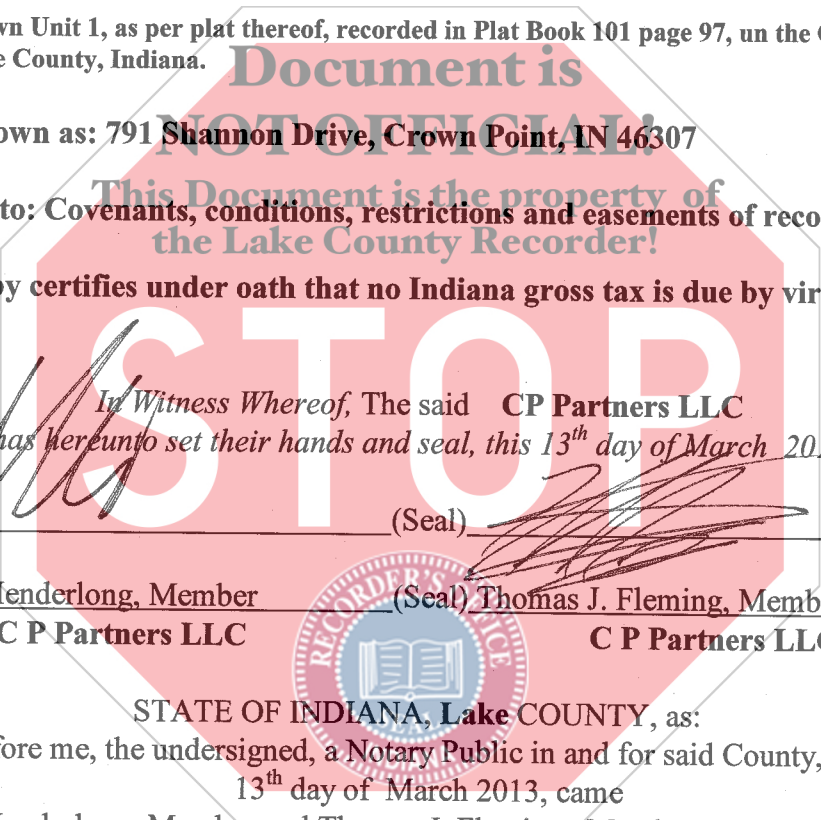 wn Unit 1, as per plat thereof, recorded in Plat Book 101 page 97, un the
e County, Indiana.
Document is
own as: 791 Shannon Drive, Crown Point, IN 46307
NOT OFFICIAL!
This Document is the property of
to: Covenants, conditions, restrictions and easements of reco
the Lake County Recorder!
by certifies under oath that no Indiana gross tax is due by vir
STOP
In Witness Whereof, The said CP Partners LLC
has hereunto set their hands and seal, this 13th day of March 20
(Seal)
Henderlong, Member (Seal) Thomas J. Fleming, Memb
C P Partners LLC C P Partners LLC
RECORDER'S OFFICE
SEAL
INDIANA
STATE OF INDIANA, Lake COUNTY, as:
fore me, the undersigned, a Notary Public in and for said County,
13th day of March 2013, came